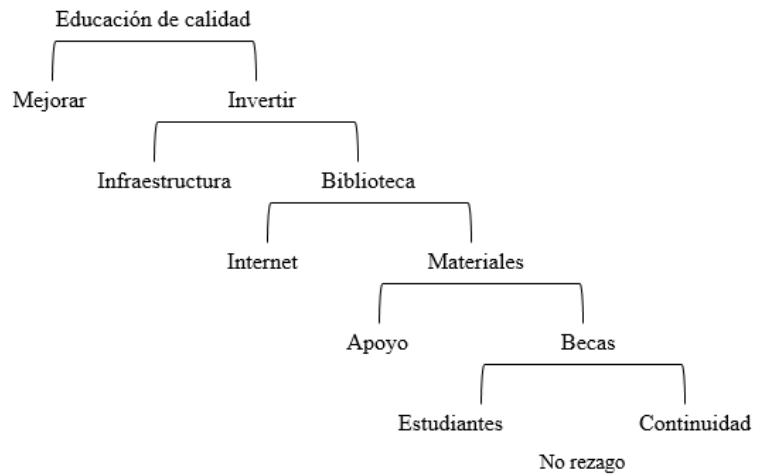 Educación de calidad
Mejorar Invertir
Infraestructura Biblioteca
Internet Materiales
Apoyo Becas
Estudiantes Continuidad
No rezago